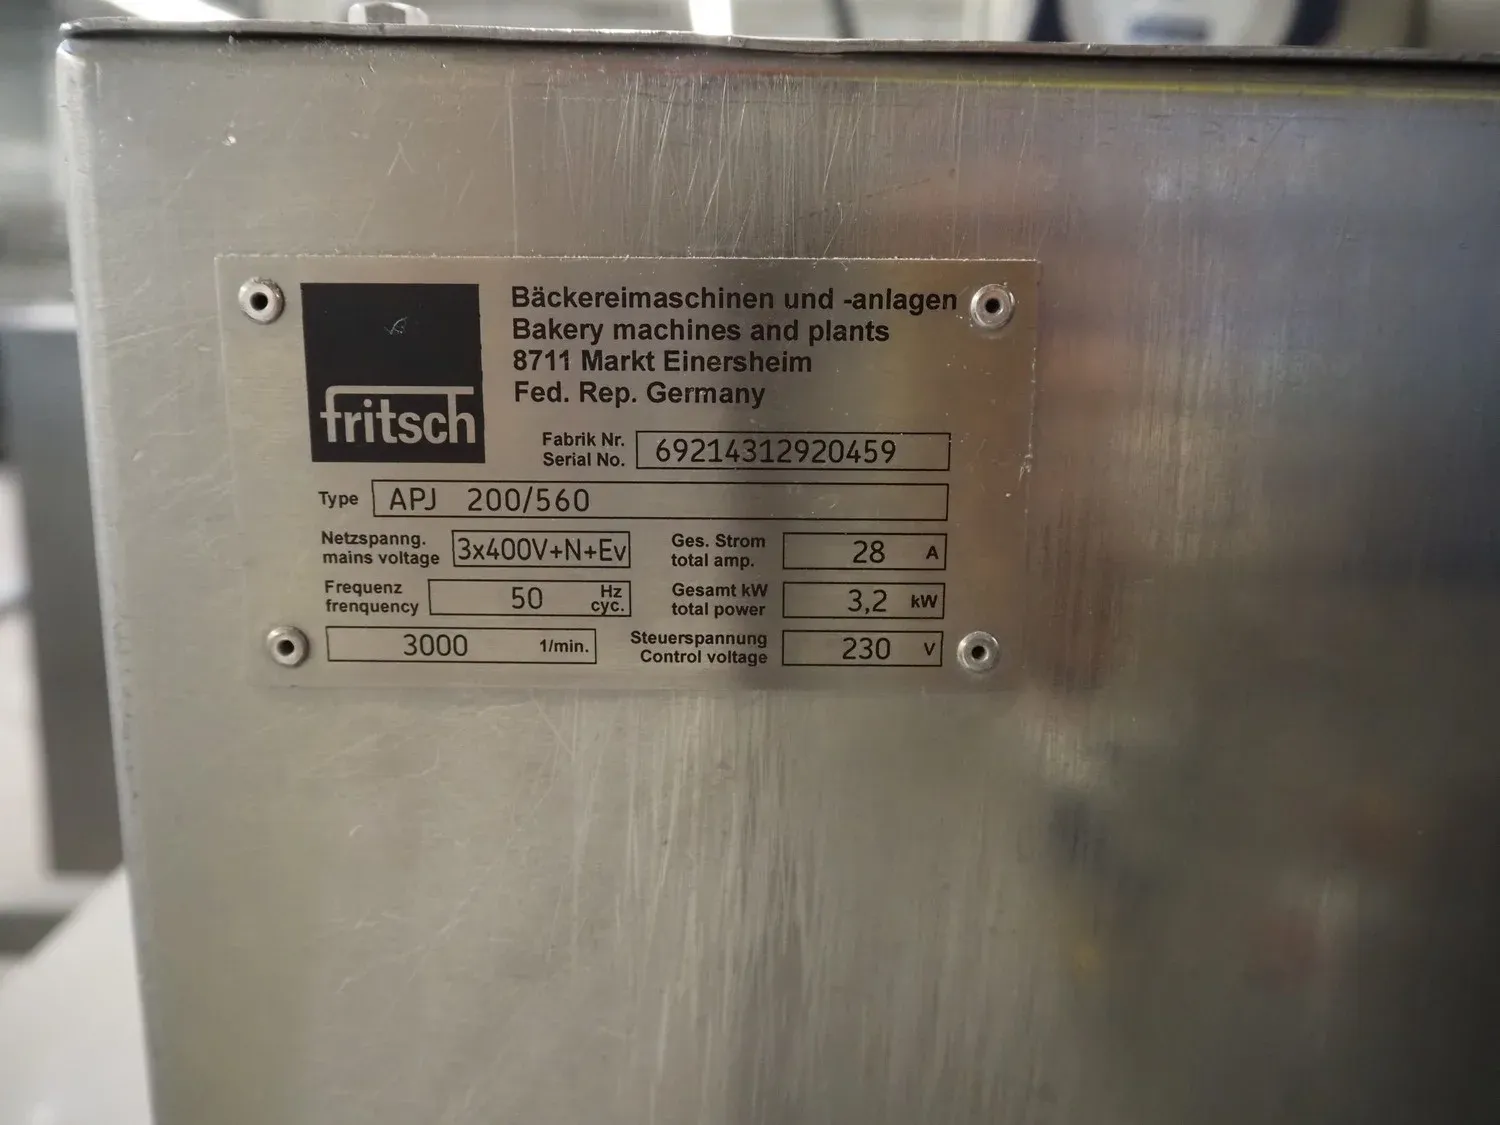 Bäckereimaschinen und -anlagen
Bakery machines and plants
8711 Markt Einersheim
Fed. Rep. Germany
fritsch
Fabrik Nr.
Serial No.
69214312920459
Type APJ 200/560
Netzspanng.
mains voltage
3x400V+N+Ev
Ges. Strom
total amp.
28 A
Frequenz
frenquency
50 Hz
cyc.
Gesamt kW
total power
3,2 kW
3000 1/min.
Steuerspannung
Control voltage
230 V